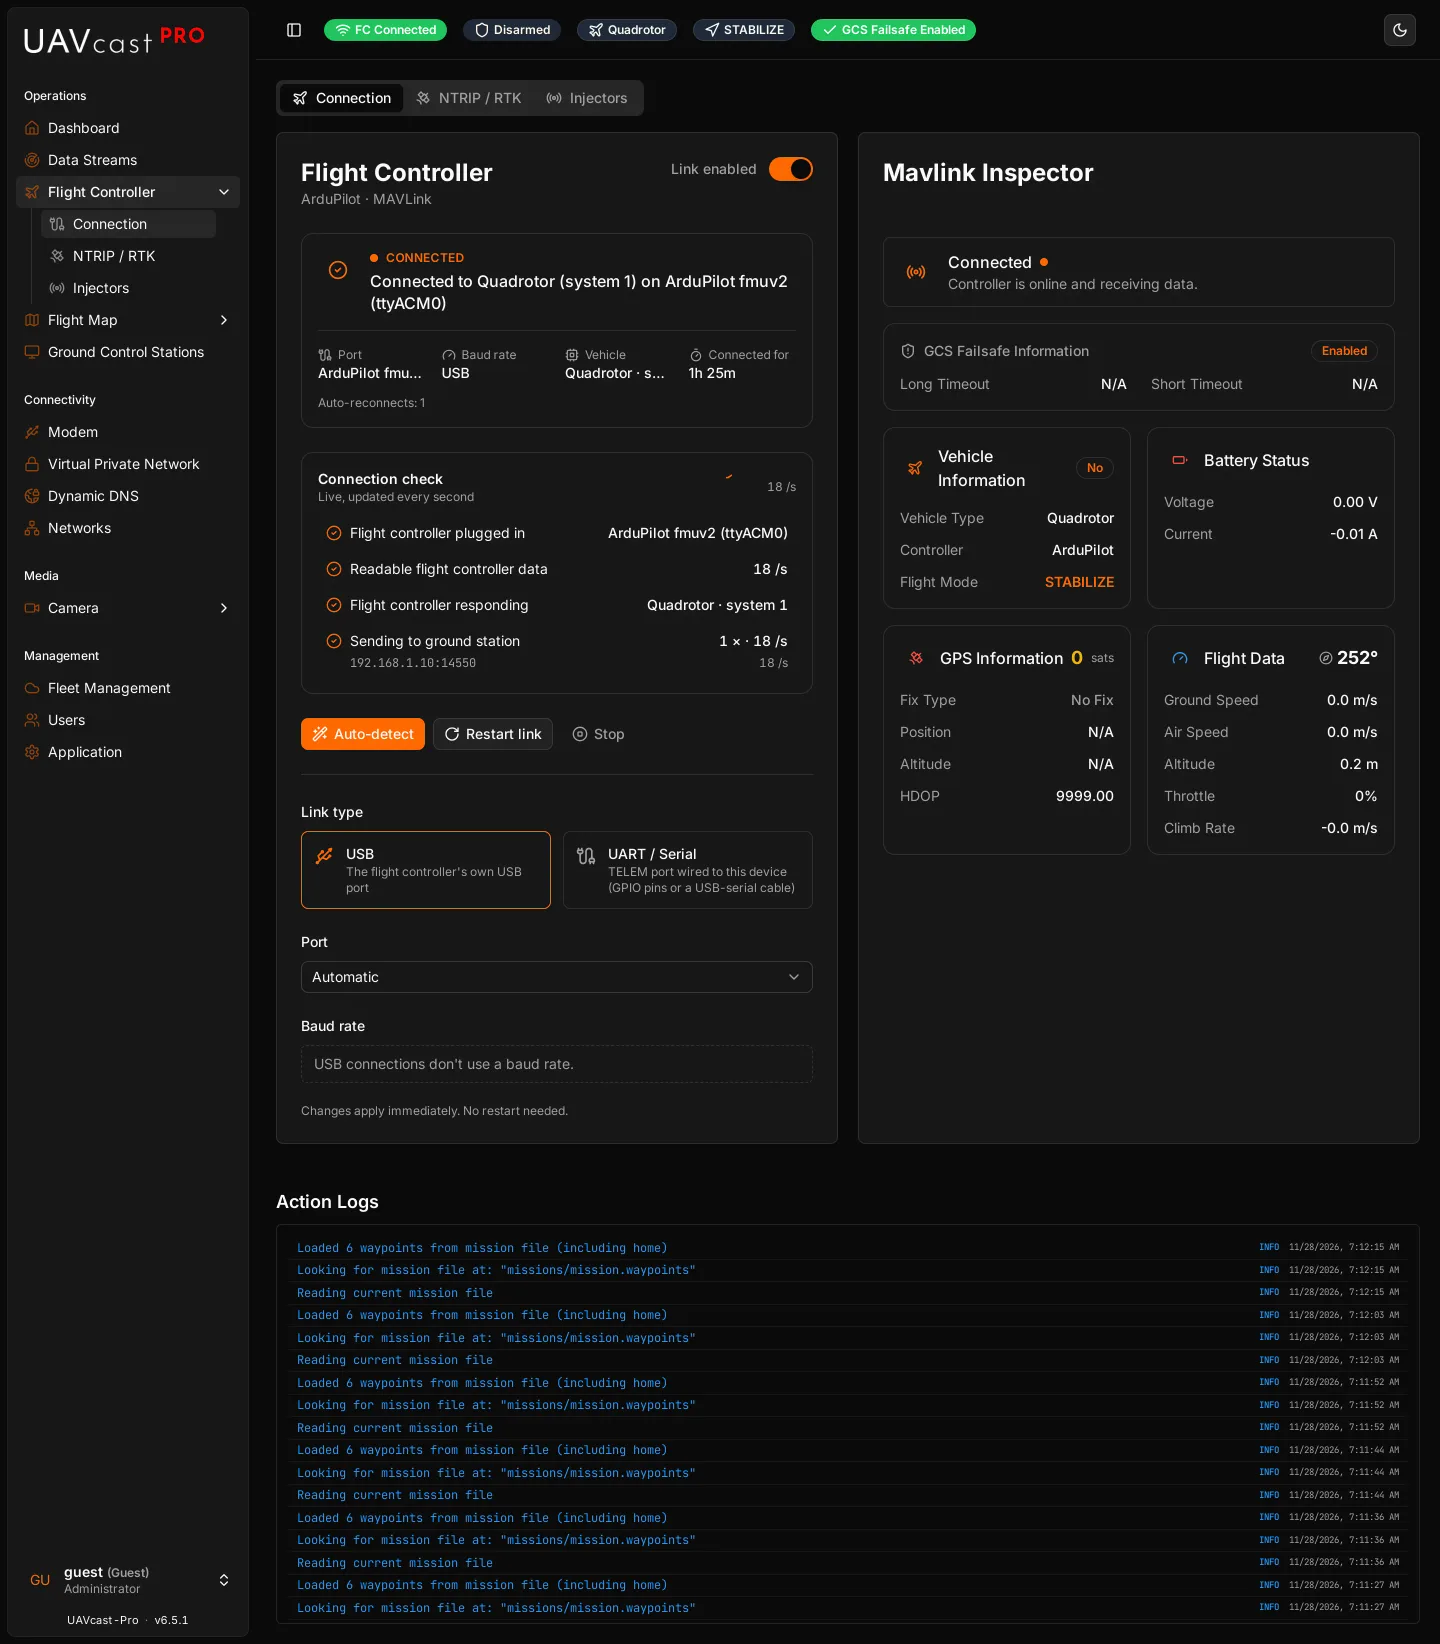 UAVcast PRO
Operations
Dashboard
Data Streams
Flight Controller
Connection
NTRIP / RTK
Injectors
Flight Map
Ground Control Stations
Connectivity
Modem
Virtual Private Network
Dynamic DNS
Networks
Media
Camera
Management
Fleet Management
Users
Application
GU
guest (Guest)
Administrator
UAVcast-Pro · v6.5.1
FC Connected
Disarmed
Quadrotor
STABILIZE
GCS Failsafe Enabled
Connection
NTRIP / RTK
Injectors
Flight Controller
ArduPilot · MAVLink
Link enabled
CONNECTED
Connected to Quadrotor (system 1) on ArduPilot fmuv2
(ttyACM0)
Port
ArduPilot fmu...
Baud rate
USB
Vehicle
Quadrotor · s...
Connected for
1h 25m
Auto-reconnects: 1
Connection check
Live, updated every second
18 /s
Flight controller plugged in ArduPilot fmuv2 (ttyACM0)
Readable flight controller data 18 /s
Flight controller responding Quadrotor · system 1
Sending to ground station 1 × · 18 /s
192.168.1.10:14550 18 /s
Auto-detect
Restart link
Stop
Link type
USB
The flight controller's own USB
port
UART / Serial
TELEM port wired to this device
(GPIO pins or a USB-serial cable)
Port
Automatic
Baud rate
USB connections don't use a baud rate.
Changes apply immediately. No restart needed.
Mavlink Inspector
Connected
Controller is online and receiving data.
GCS Failsafe Information Enabled
Long Timeout N/A Short Timeout N/A
Vehicle
Information
No
Vehicle Type Quadrotor
Controller ArduPilot
Flight Mode STABILIZE
Battery Status
Voltage 0.00 V
Current -0.01 A
GPS Information 0 sats
Fix Type No Fix
Position N/A
Altitude N/A
HDOP 9999.00
Flight Data 252°
Ground Speed 0.0 m/s
Air Speed 0.0 m/s
Altitude 0.2 m
Throttle 0%
Climb Rate -0.0 m/s
Action Logs
Loaded 6 waypoints from mission file (including home) INFO 11/28/2026, 7:12:15 AM
Looking for mission file at: "missions/mission.waypoints" INFO 11/28/2026, 7:12:15 AM
Reading current mission file INFO 11/28/2026, 7:12:15 AM
Loaded 6 waypoints from mission file (including home) INFO 11/28/2026, 7:12:03 AM
Looking for mission file at: "missions/mission.waypoints" INFO 11/28/2026, 7:12:03 AM
Reading current mission file INFO 11/28/2026, 7:12:03 AM
Loaded 6 waypoints from mission file (including home) INFO 11/28/2026, 7:11:52 AM
Looking for mission file at: "missions/mission.waypoints" INFO 11/28/2026, 7:11:52 AM
Reading current mission file INFO 11/28/2026, 7:11:52 AM
Loaded 6 waypoints from mission file (including home) INFO 11/28/2026, 7:11:44 AM
Looking for mission file at: "missions/mission.waypoints" INFO 11/28/2026, 7:11:44 AM
Reading current mission file INFO 11/28/2026, 7:11:44 AM
Loaded 6 waypoints from mission file (including home) INFO 11/28/2026, 7:11:36 AM
Looking for mission file at: "missions/mission.waypoints" INFO 11/28/2026, 7:11:36 AM
Reading current mission file INFO 11/28/2026, 7:11:36 AM
Loaded 6 waypoints from mission file (including home) INFO 11/28/2026, 7:11:27 AM
Looking for mission file at: "missions/mission.waypoints" INFO 11/28/2026, 7:11:27 AM